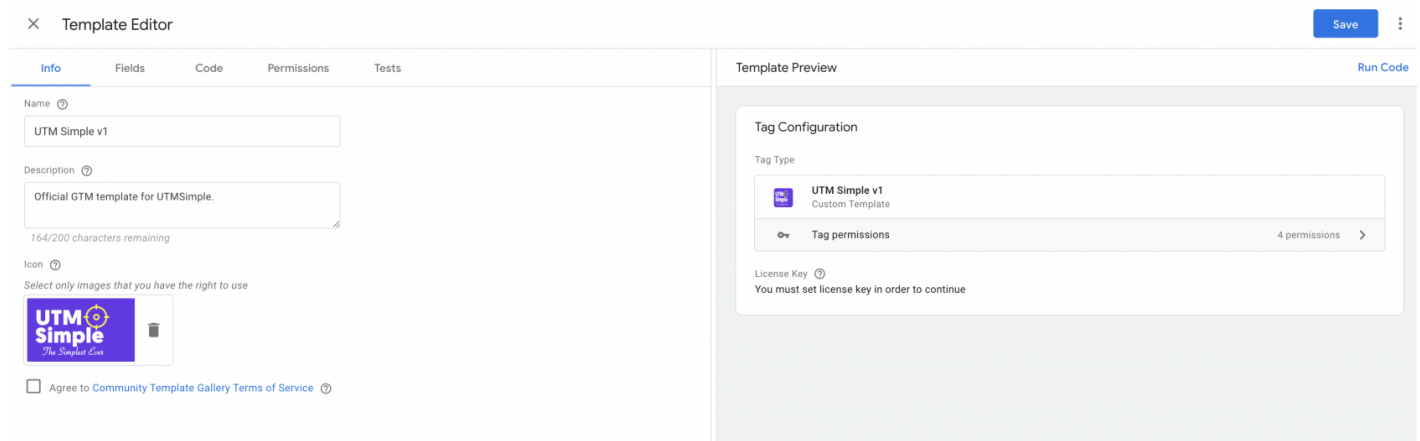 Template Editor
Save
Info
Fields
Code
Permissions
Tests
Template Preview
Run Code
Name
UTM Simple v1
Description
Official GTM template for UTMSimple.
164/200 characters remaining
Icon
Select only images that you have the right to use
UTM
Simple
The Simplest Ever
Agree to Community Template Gallery Terms of Service
Tag Configuration
Tag Type
UTM
Simple
UTM Simple v1
Custom Template
Tag permissions
4 permissions
License Key
You must set license key in order to continue